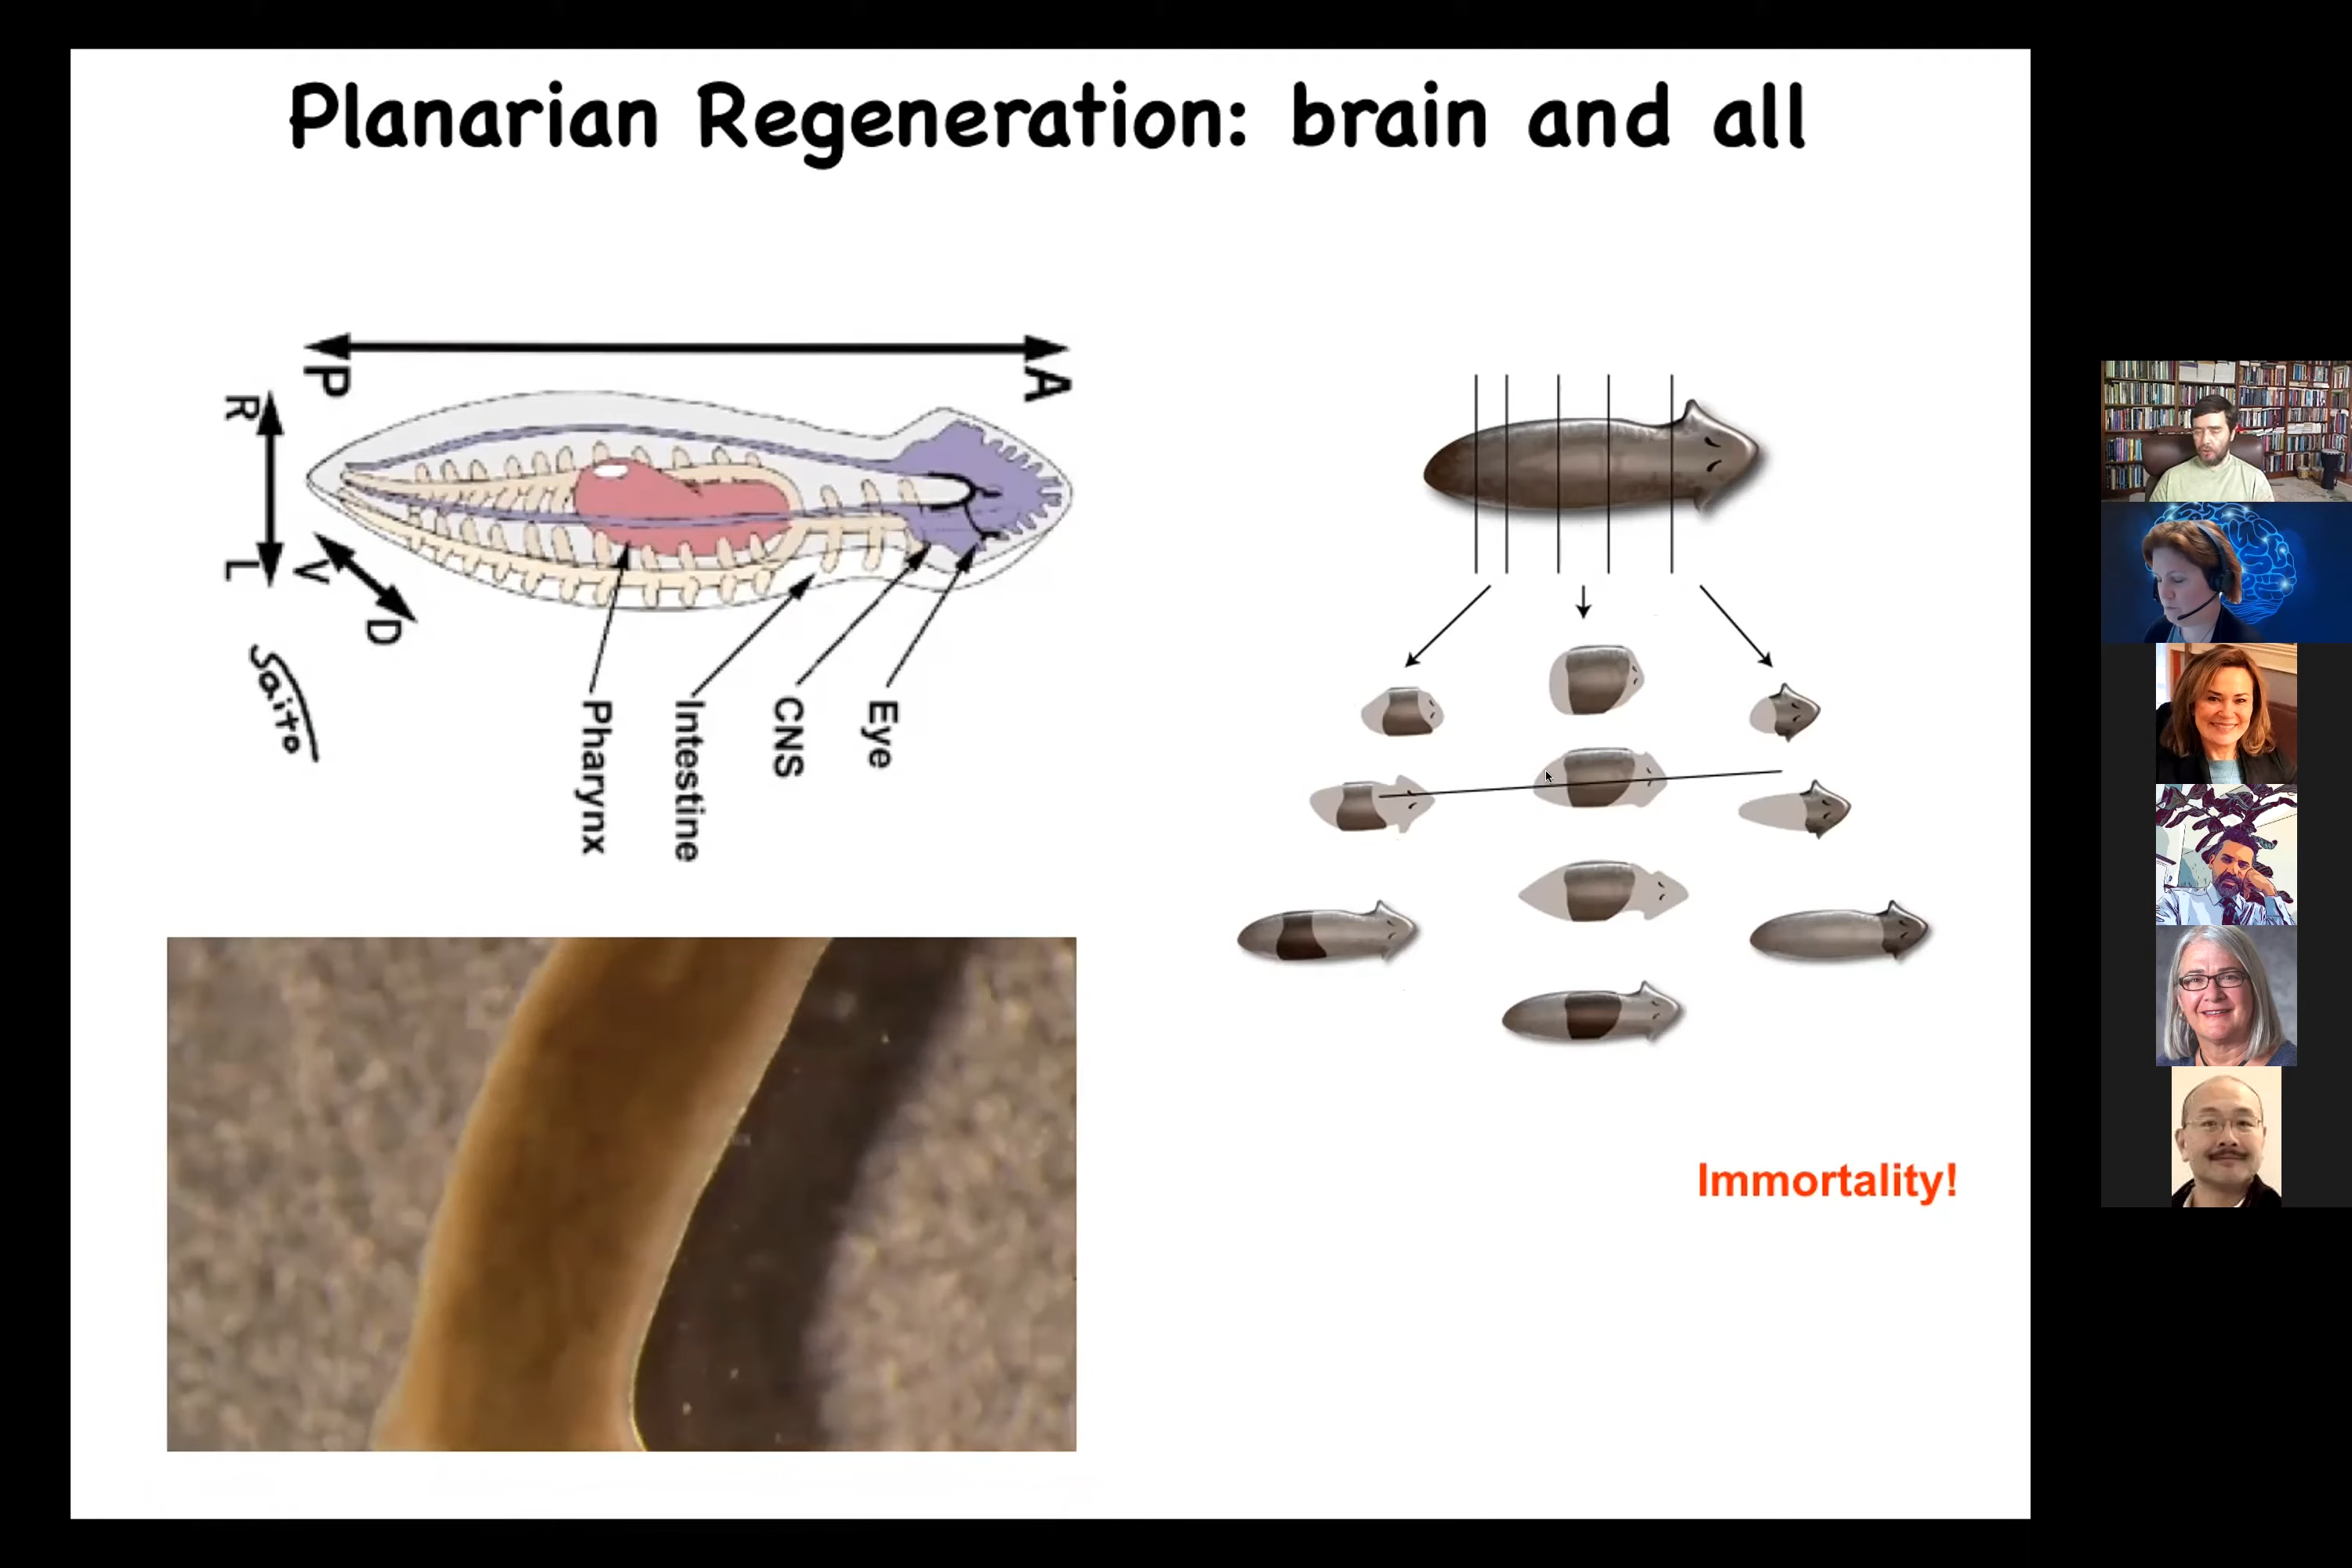 Planarian Regeneration: brain and all
P
A
R
L
V
D
Saito
Pharynx
Intestine
CNS
Eye
Immortality!